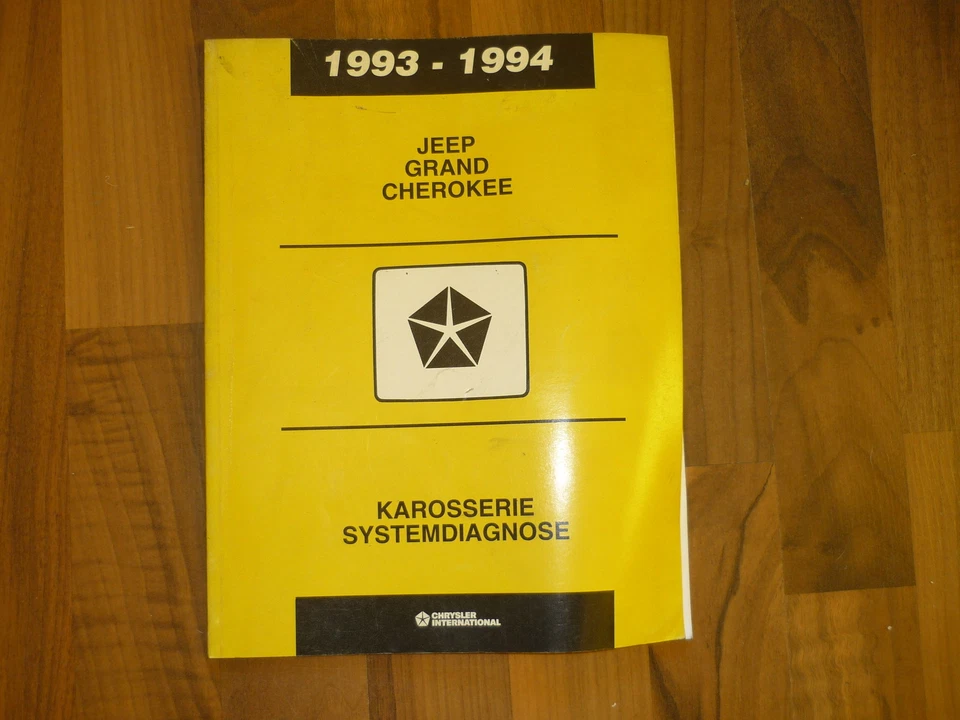 1993 - 1994
JEEP
GRAND
CHEROKEE
KAROSSERIE
SYSTEMDIAGNOSE
CHRYSLER
INTERNATIONAL